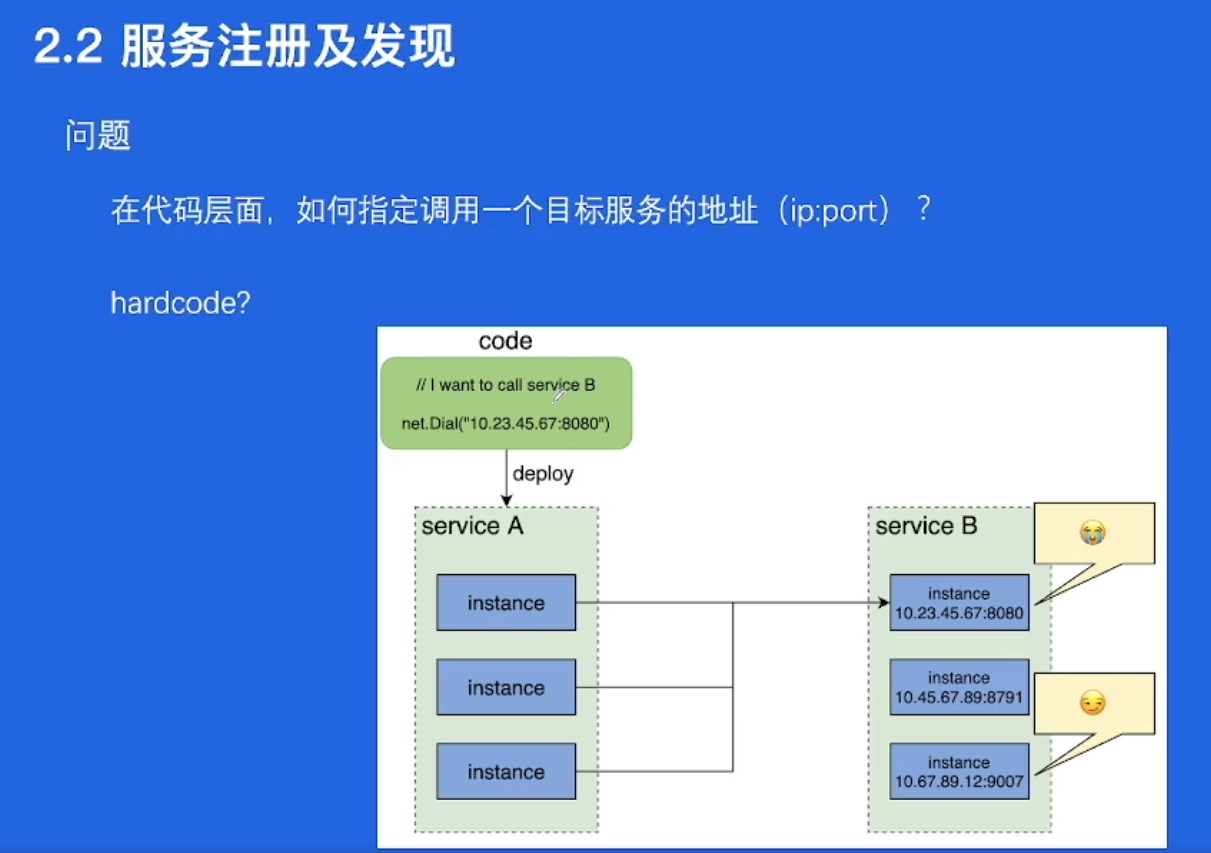 2.2 服务注册及发现
问题
在代码层面，如何指定调用一个目标服务的地址（ip:port）？
hardcode?
code
// I want to call service B
net.Dial("10.23.45.67:8080")
deploy
service A
instance
instance
instance
service B
instance
10.23.45.67:8080
instance
10.45.67.89:8791
instance
10.67.89.12:9007